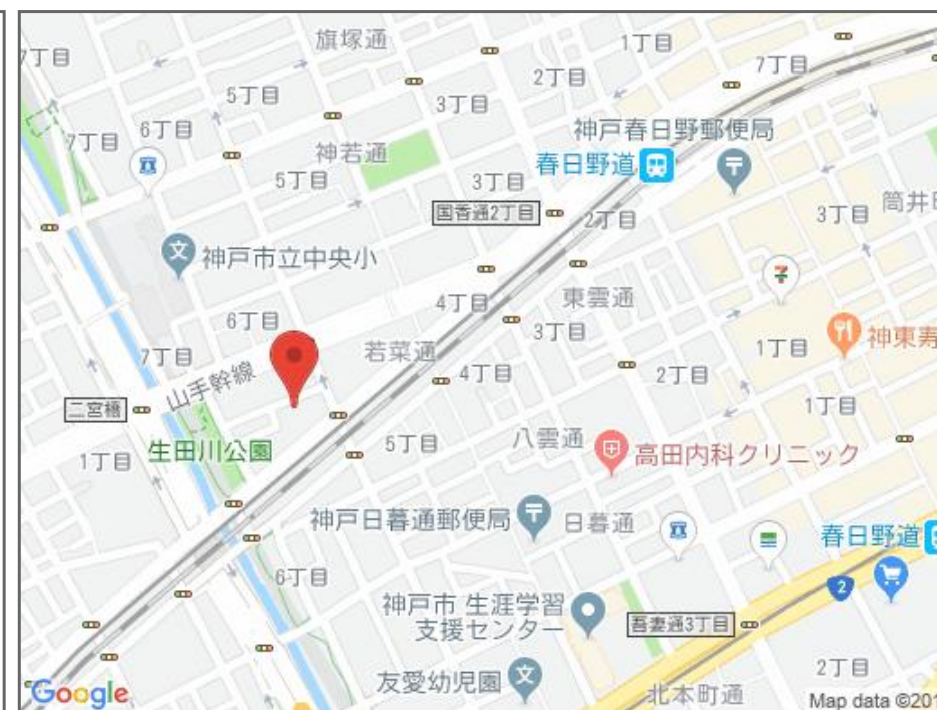 旗塚通
1丁目
7丁目
7丁目
2丁目
5丁目
3丁目
6丁目
7丁目
神若通
神戸春日野郵便局
春日野道
5丁目
3丁目
国香通2丁目
2丁目
3丁目
筒井
神戸市立中央小
東雲通
4丁目
6丁目
3丁目
若菜通
7丁目
山手幹線
1丁目
神東寿
4丁目
2丁目
二宮橋
1丁目
生田川公園
5丁目
八雲通
1丁目
高田内科クリニック
神戸日暮通郵便局
日暮通
春日野道
6丁目
2
神戸市 生涯学習
支援センター
吾妻通3丁目
友愛幼児園
2丁目
北本町通
Google
Map data ©201